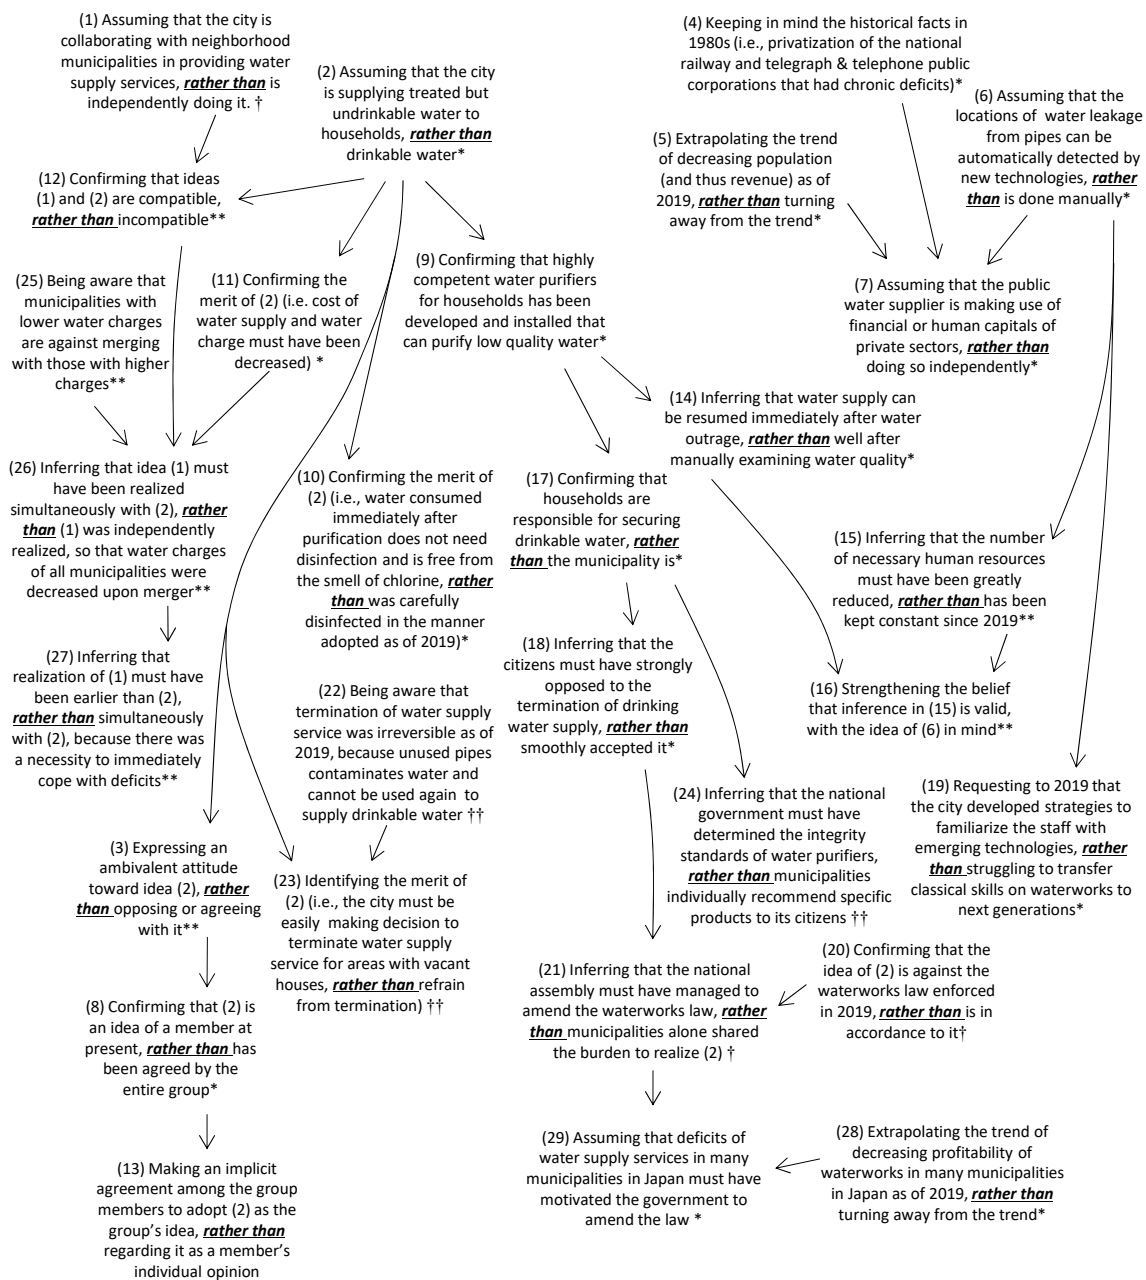 (1) Assuming that the city is
collaborating with neighborhood
municipalities in providing water
supply services, rather than is
independently doing it. †
(2) Assuming that the city
is supplying treated but
undrinkable water to
households, rather than
drinkable water*
(4) Keeping in mind the historical facts in
1980s (i.e., privatization of the national
railway and telegraph & telephone public
corporations that had chronic deficits)*
(6) Assuming that the
locations of water leakage
from pipes can be
automatically detected by
new technologies, rather
than is done manually*
(5) Extrapolating the trend
of decreasing population
(and thus revenue) as of
2019, rather than turning
away from the trend*
(12) Confirming that ideas
(1) and (2) are compatible,
rather than incompatible**
(25) Being aware that
municipalities with
lower water charges
are against merging
with those with higher
charges**
(11) Confirming the
merit of (2) (i.e. cost of
water supply and water
charge must have been
decreased) *
(9) Confirming that highly
competent water purifiers
for households has been
developed and installed that
can purify low quality water*
(7) Assuming that the public
water supplier is making use of
financial or human capitals of
private sectors, rather than
doing so independently*
(14) Inferring that water supply can
be resumed immediately after water
outrage, rather than well after
manually examining water quality*
(26) Inferring that idea (1) must
have been realized
simultaneously with (2), rather
than (1) was independently
realized, so that water charges
of all municipalities were
decreased upon merger**
(10) Confirming the merit of
(2) (i.e., water consumed
immediately after
purification does not need
disinfection and is free from
the smell of chlorine, rather
than was carefully
disinfected in the manner
adopted as of 2019)*
(17) Confirming that
households are
responsible for securing
drinkable water, rather
than the municipality is*
(15) Inferring that the number
of necessary human resources
must have been greatly
reduced, rather than has been
kept constant since 2019**
(27) Inferring that
realization of (1) must have
been earlier than (2),
rather than simultaneously
with (2), because there was
a necessity to immediately
cope with deficits**
(22) Being aware that
termination of water supply
service was irreversible as of
2019, because unused pipes
contaminates water and
cannot be used again to
supply drinkable water ††
(18) Inferring that the
citizens must have strongly
opposed to the
termination of drinking
water supply, rather than
smoothly accepted it*
(16) Strengthening the belief
that inference in (15) is valid,
with the idea of (6) in mind**
(24) Inferring that the national
government must have
determined the integrity
standards of water purifiers,
rather than municipalities
individually recommend specific
products to its citizens ††
(19) Requesting to 2019 that
the city developed strategies to
familiarize the staff with
emerging technologies, rather
than struggling to transfer
classical skills on waterworks to
next generations*
(3) Expressing an
ambivalent attitude
toward idea (2), rather
than opposing or agreeing
with it**
(23) Identifying the merit of
(2) (i.e., the city must be
easily making decision to
terminate water supply
service for areas with vacant
houses, rather than refrain
from termination) ††
(20) Confirming that the
idea of (2) is against the
waterworks law enforced
in 2019, rather than is in
accordance to it†
(21) Inferring that the national
assembly must have managed to
amend the waterworks law, rather
than municipalities alone shared
the burden to realize (2) †
(8) Confirming that (2) is
an idea of a member at
present, rather than has
been agreed by the
entire group*
(29) Assuming that deficits of
water supply services in many
municipalities in Japan must have
motivated the government to
amend the law *
(28) Extrapolating the trend of
decreasing profitability of
waterworks in many municipalities
in Japan as of 2019, rather than
turning away from the trend*
(13) Making an implicit
agreement among the group
members to adopt (2) as the
group's idea, rather than
regarding it as a member's
individual opinion